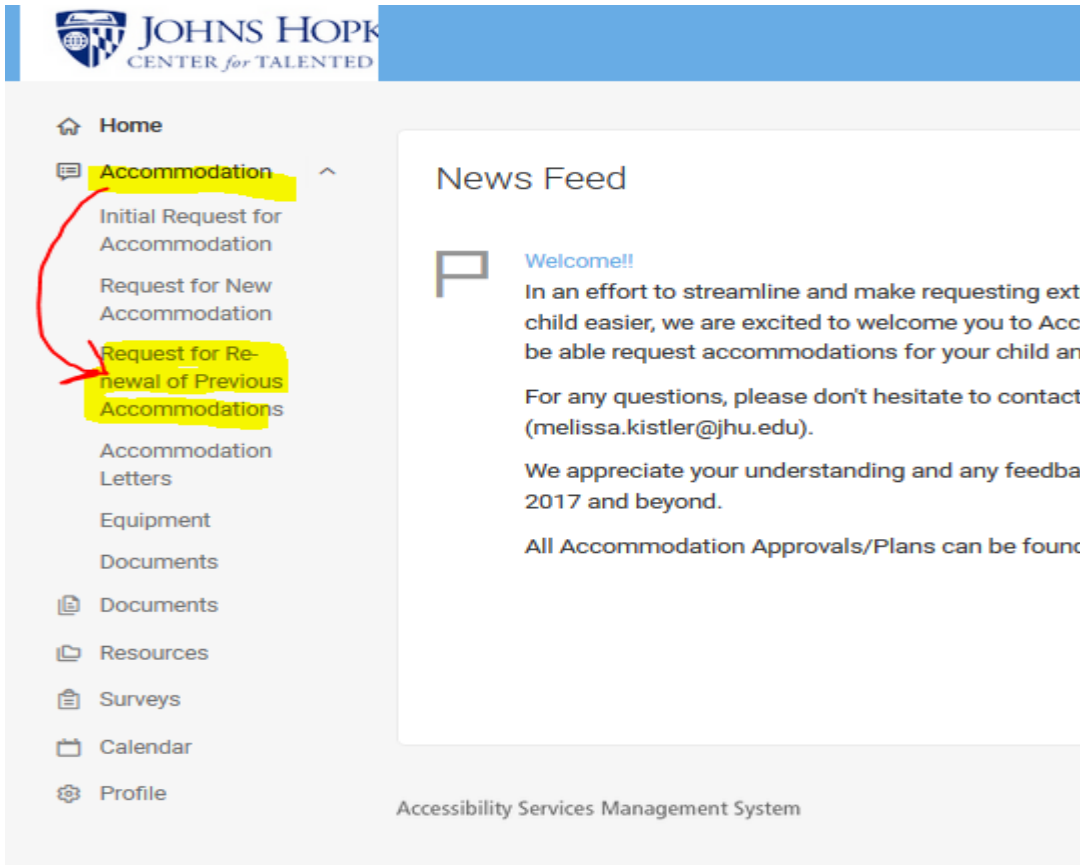 JOHNS HOPK
CENTER for TALENTED
Home
Accommodation
Initial Request for
Accommodation
Request for New
Accommodation
Request for Re-
newal of Previous
Accommodations
Accommodation
Letters
Equipment
Documents
Documents
Resources
Surveys
Calendar
Profile
News Feed
Welcome!!
In an effort to streamline and make requesting ext
child easier, we are excited to welcome you to Acc
be able request accommodations for your child an
For any questions, please don't hesitate to contact
(melissa.kistler@jhu.edu).
We appreciate your understanding and any feedba
2017 and beyond.
All Accommodation Approvals/Plans can be found
Accessibility Services Management System